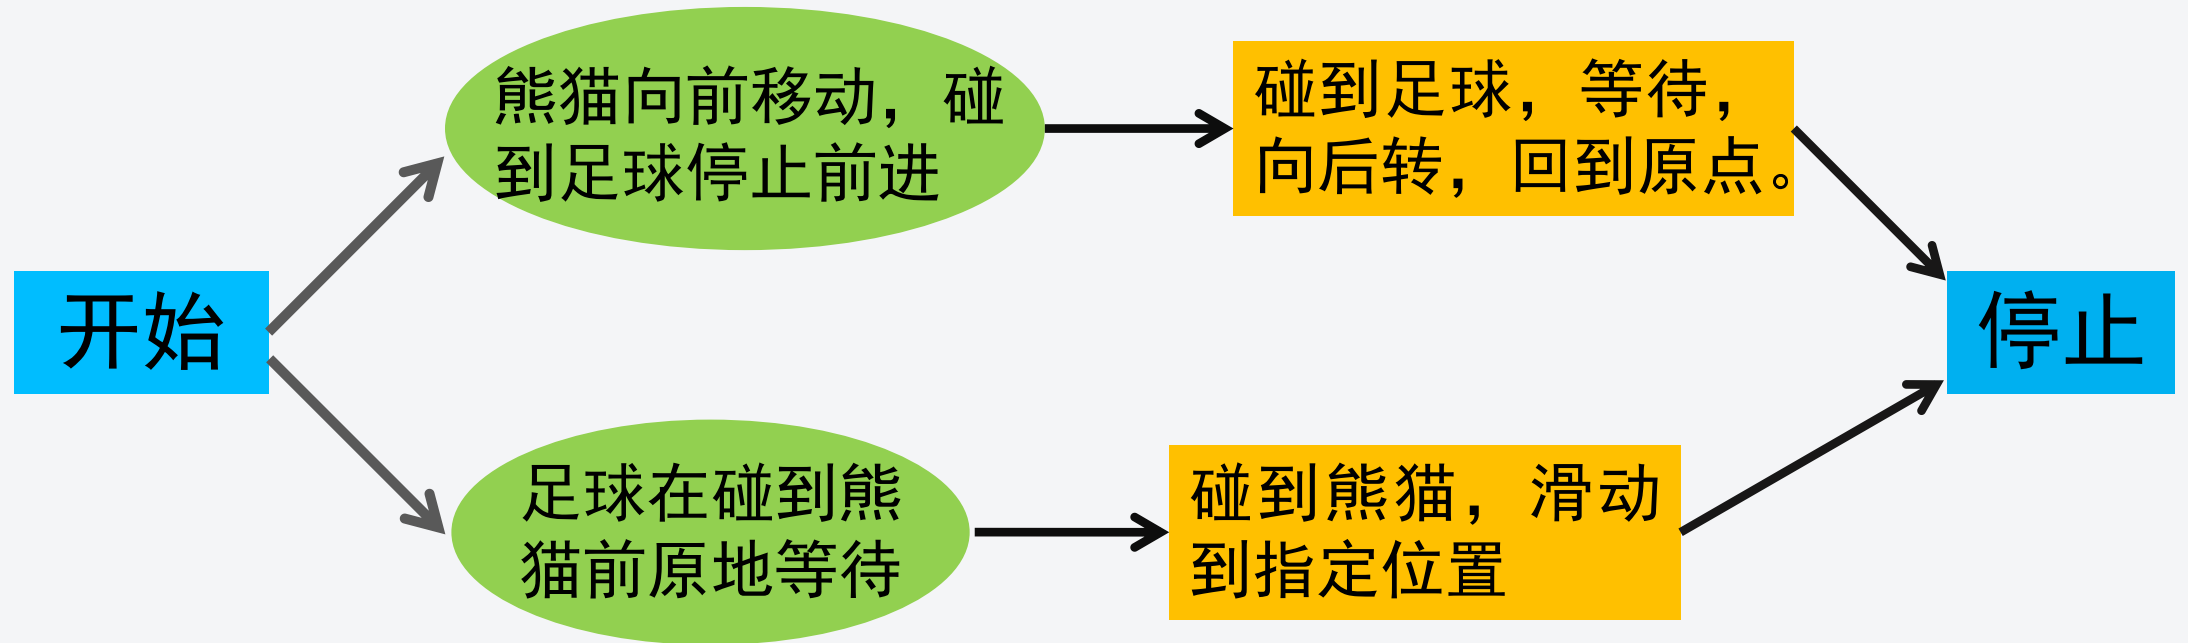 开始
熊猫向前移动，碰
到足球停止前进
碰到足球，等待，
向后转，回到原点。
足球在碰到熊
猫前原地等待
碰到熊猫，滑动
到指定位置
停止